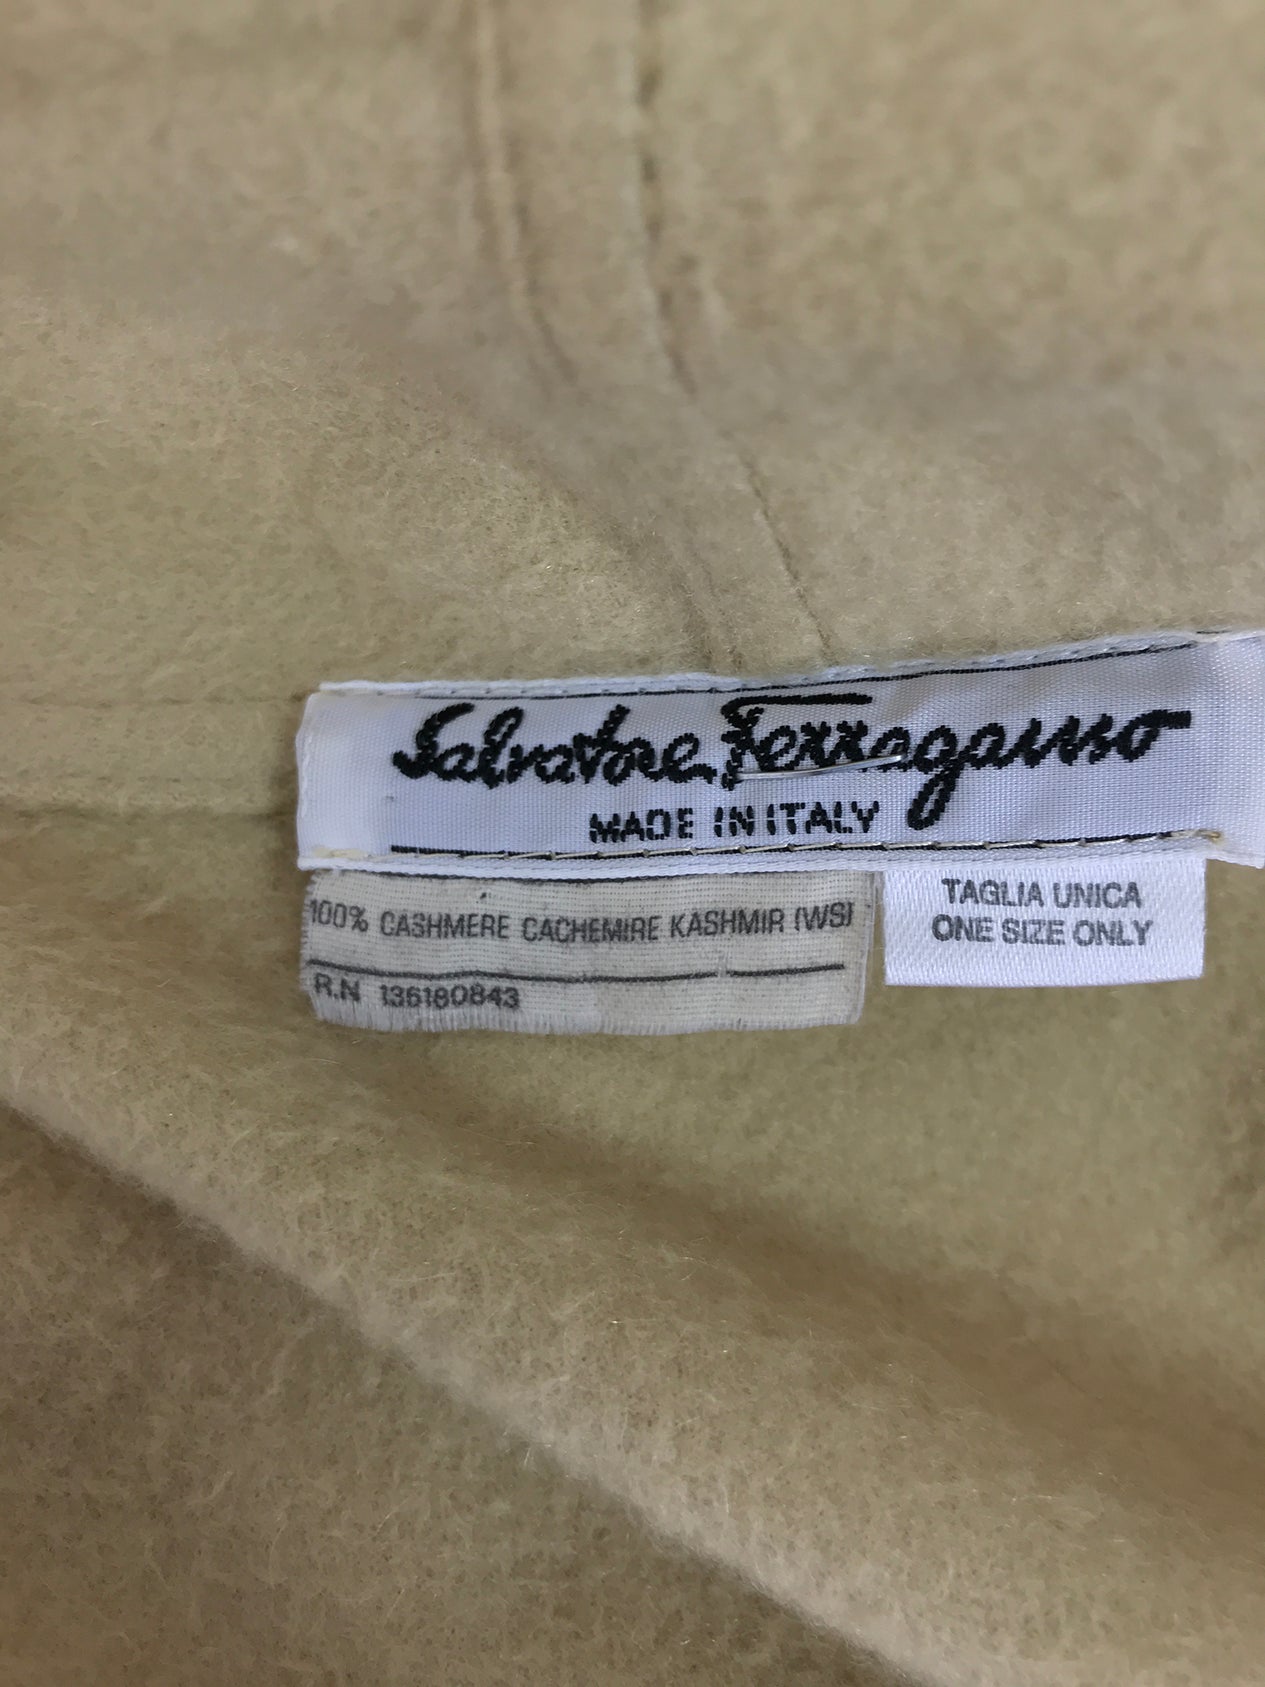 Salvatore Ferragamo
MADE IN ITALY
100% CASHMERE CACHEMIRE KASHMIR (WS)
R.N 136180843
TAGLIA UNICA
ONE SIZE ONLY